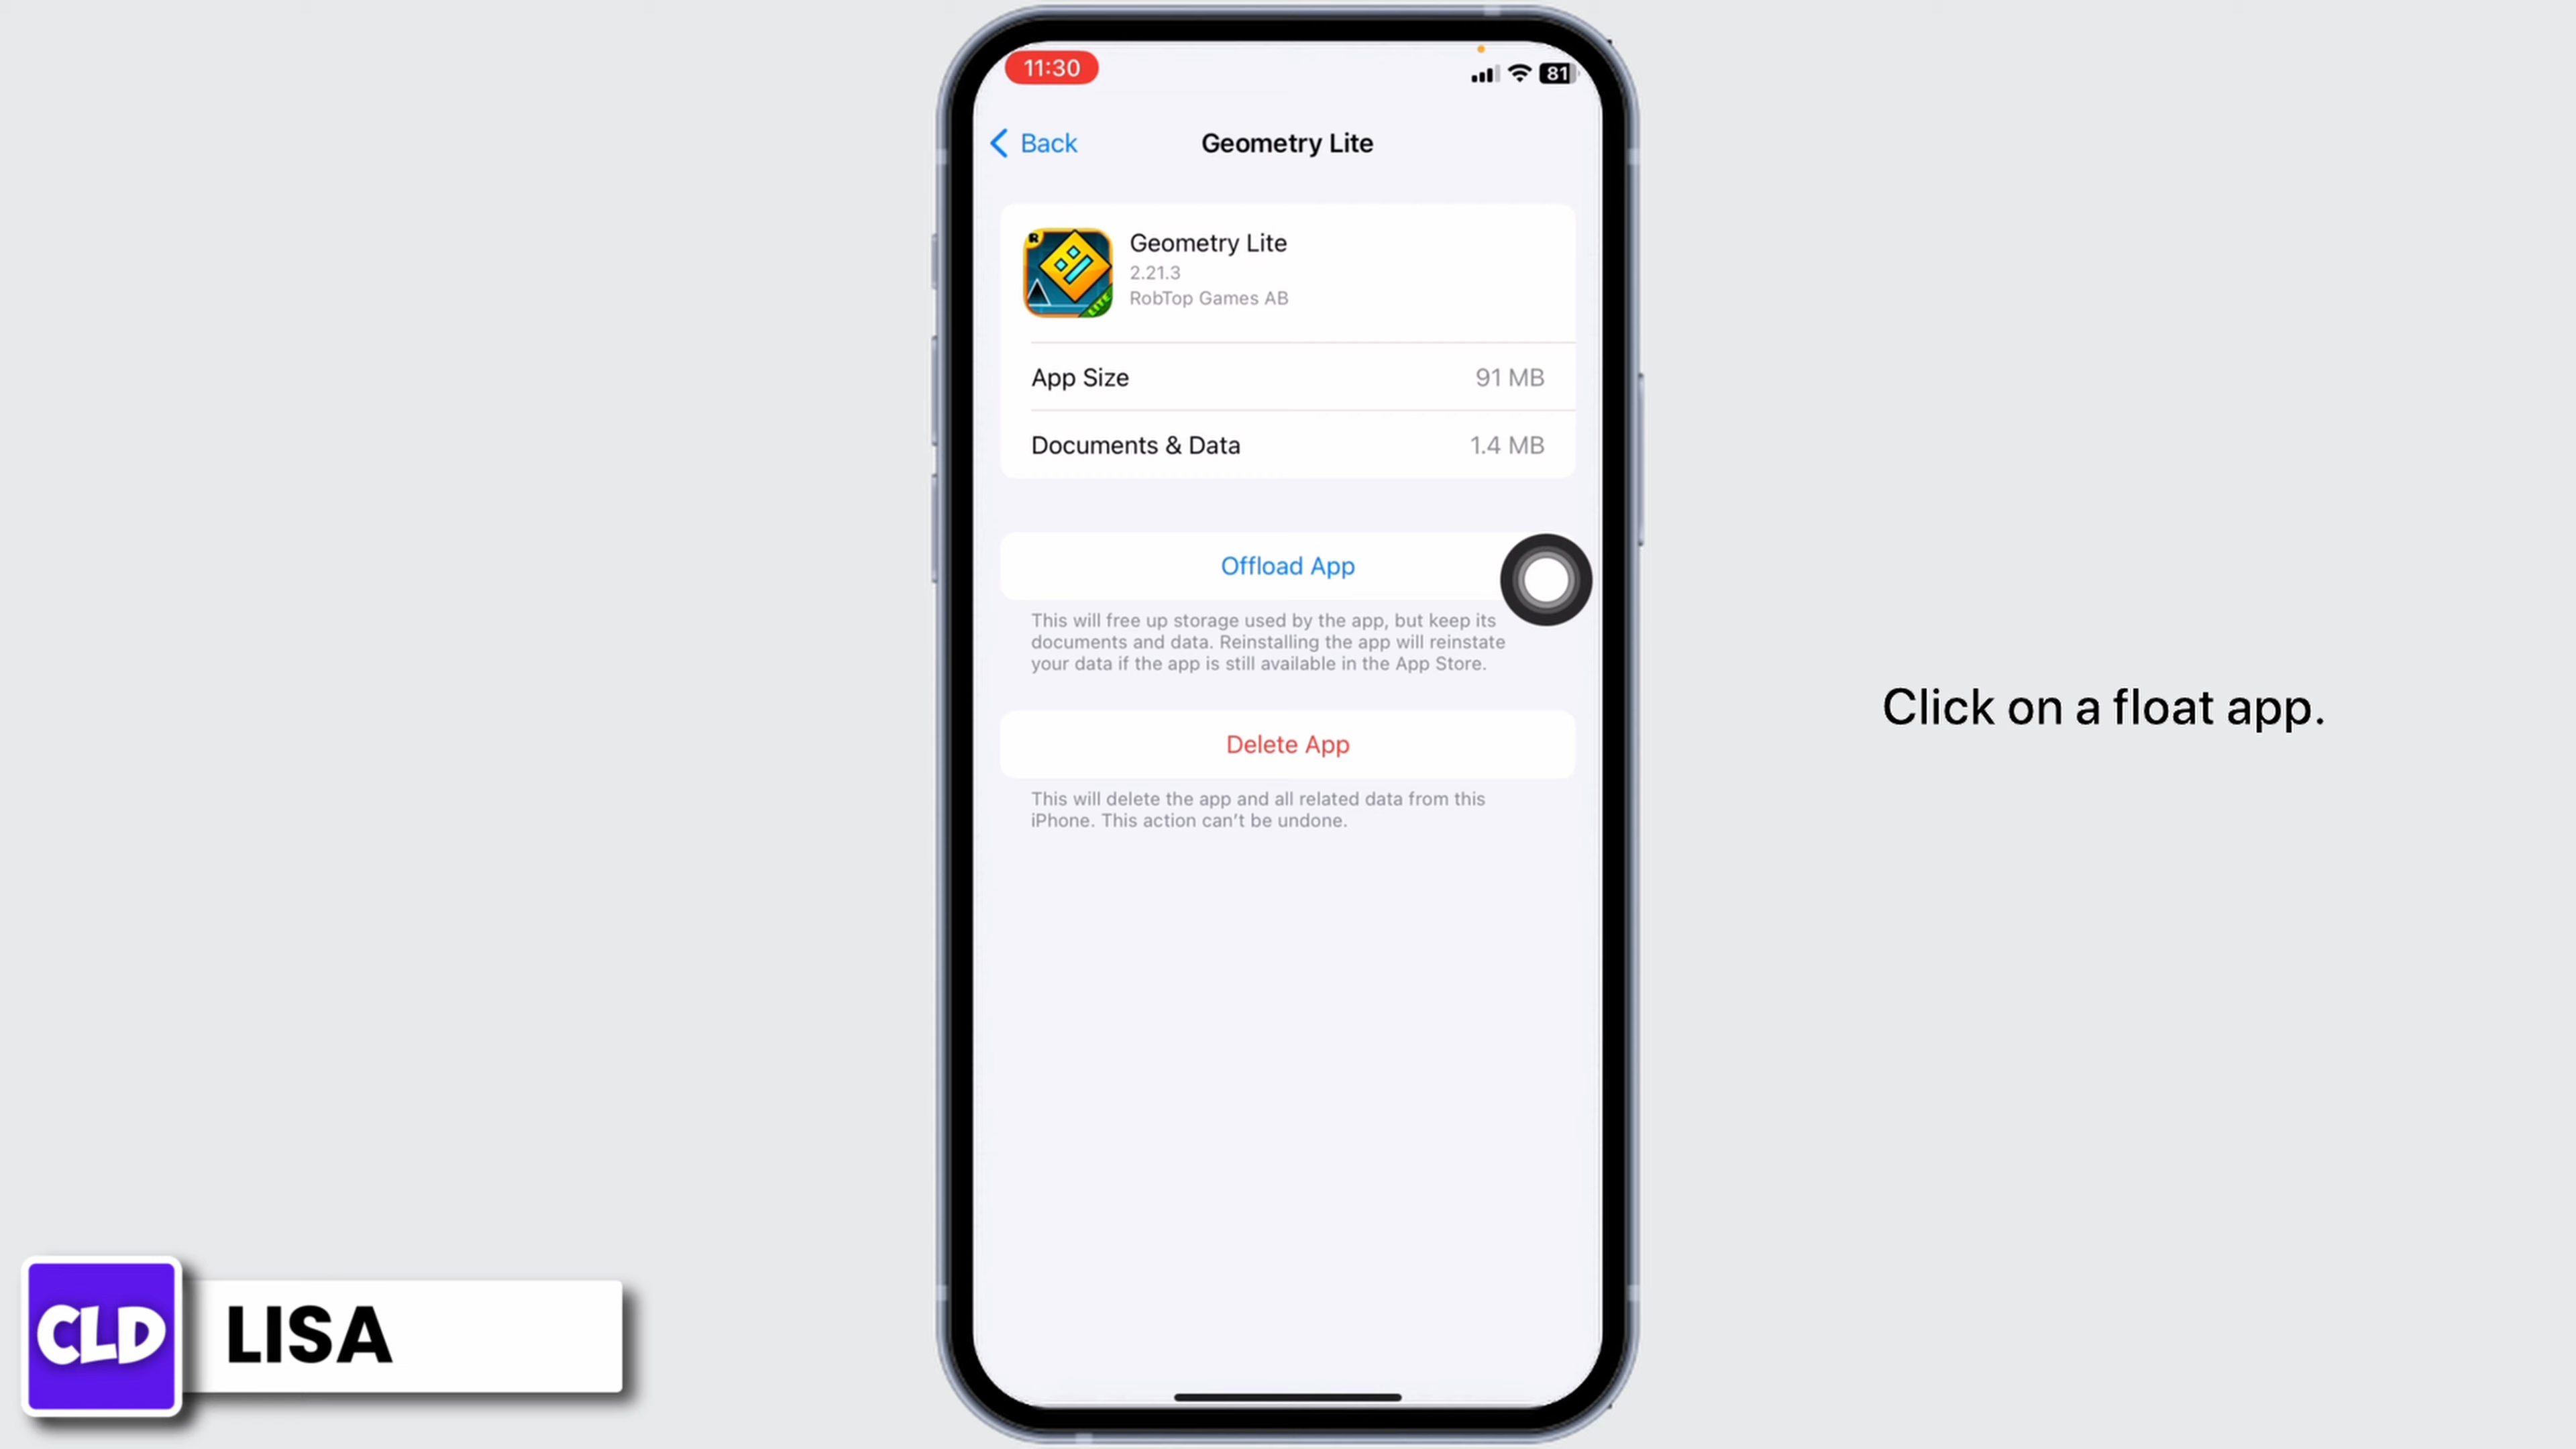 11:30
81
Back
Geometry Lite
R
LITE
Geometry Lite
2.21.3
RobTop Games AB
App Size
91 MB
Documents & Data
1.4 MB
Offload App
This will free up storage used by the app, but keep its
documents and data. Reinstalling the app will reinstate
your data if the app is still available in the App Store.
Delete App
This will delete the app and all related data from this
iPhone. This action can't be undone.
Click on a float app.
CLD
LISA